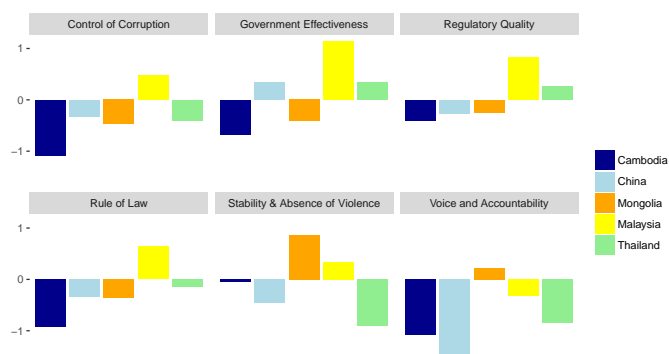 Control of Corruption
Government Effectiveness
Regulatory Quality
1
0
−1
Rule of Law
Stability & Absence of Violence
Voice and Accountability
1
0
−1
Cambodia
China
Mongolia
Malaysia
Thailand